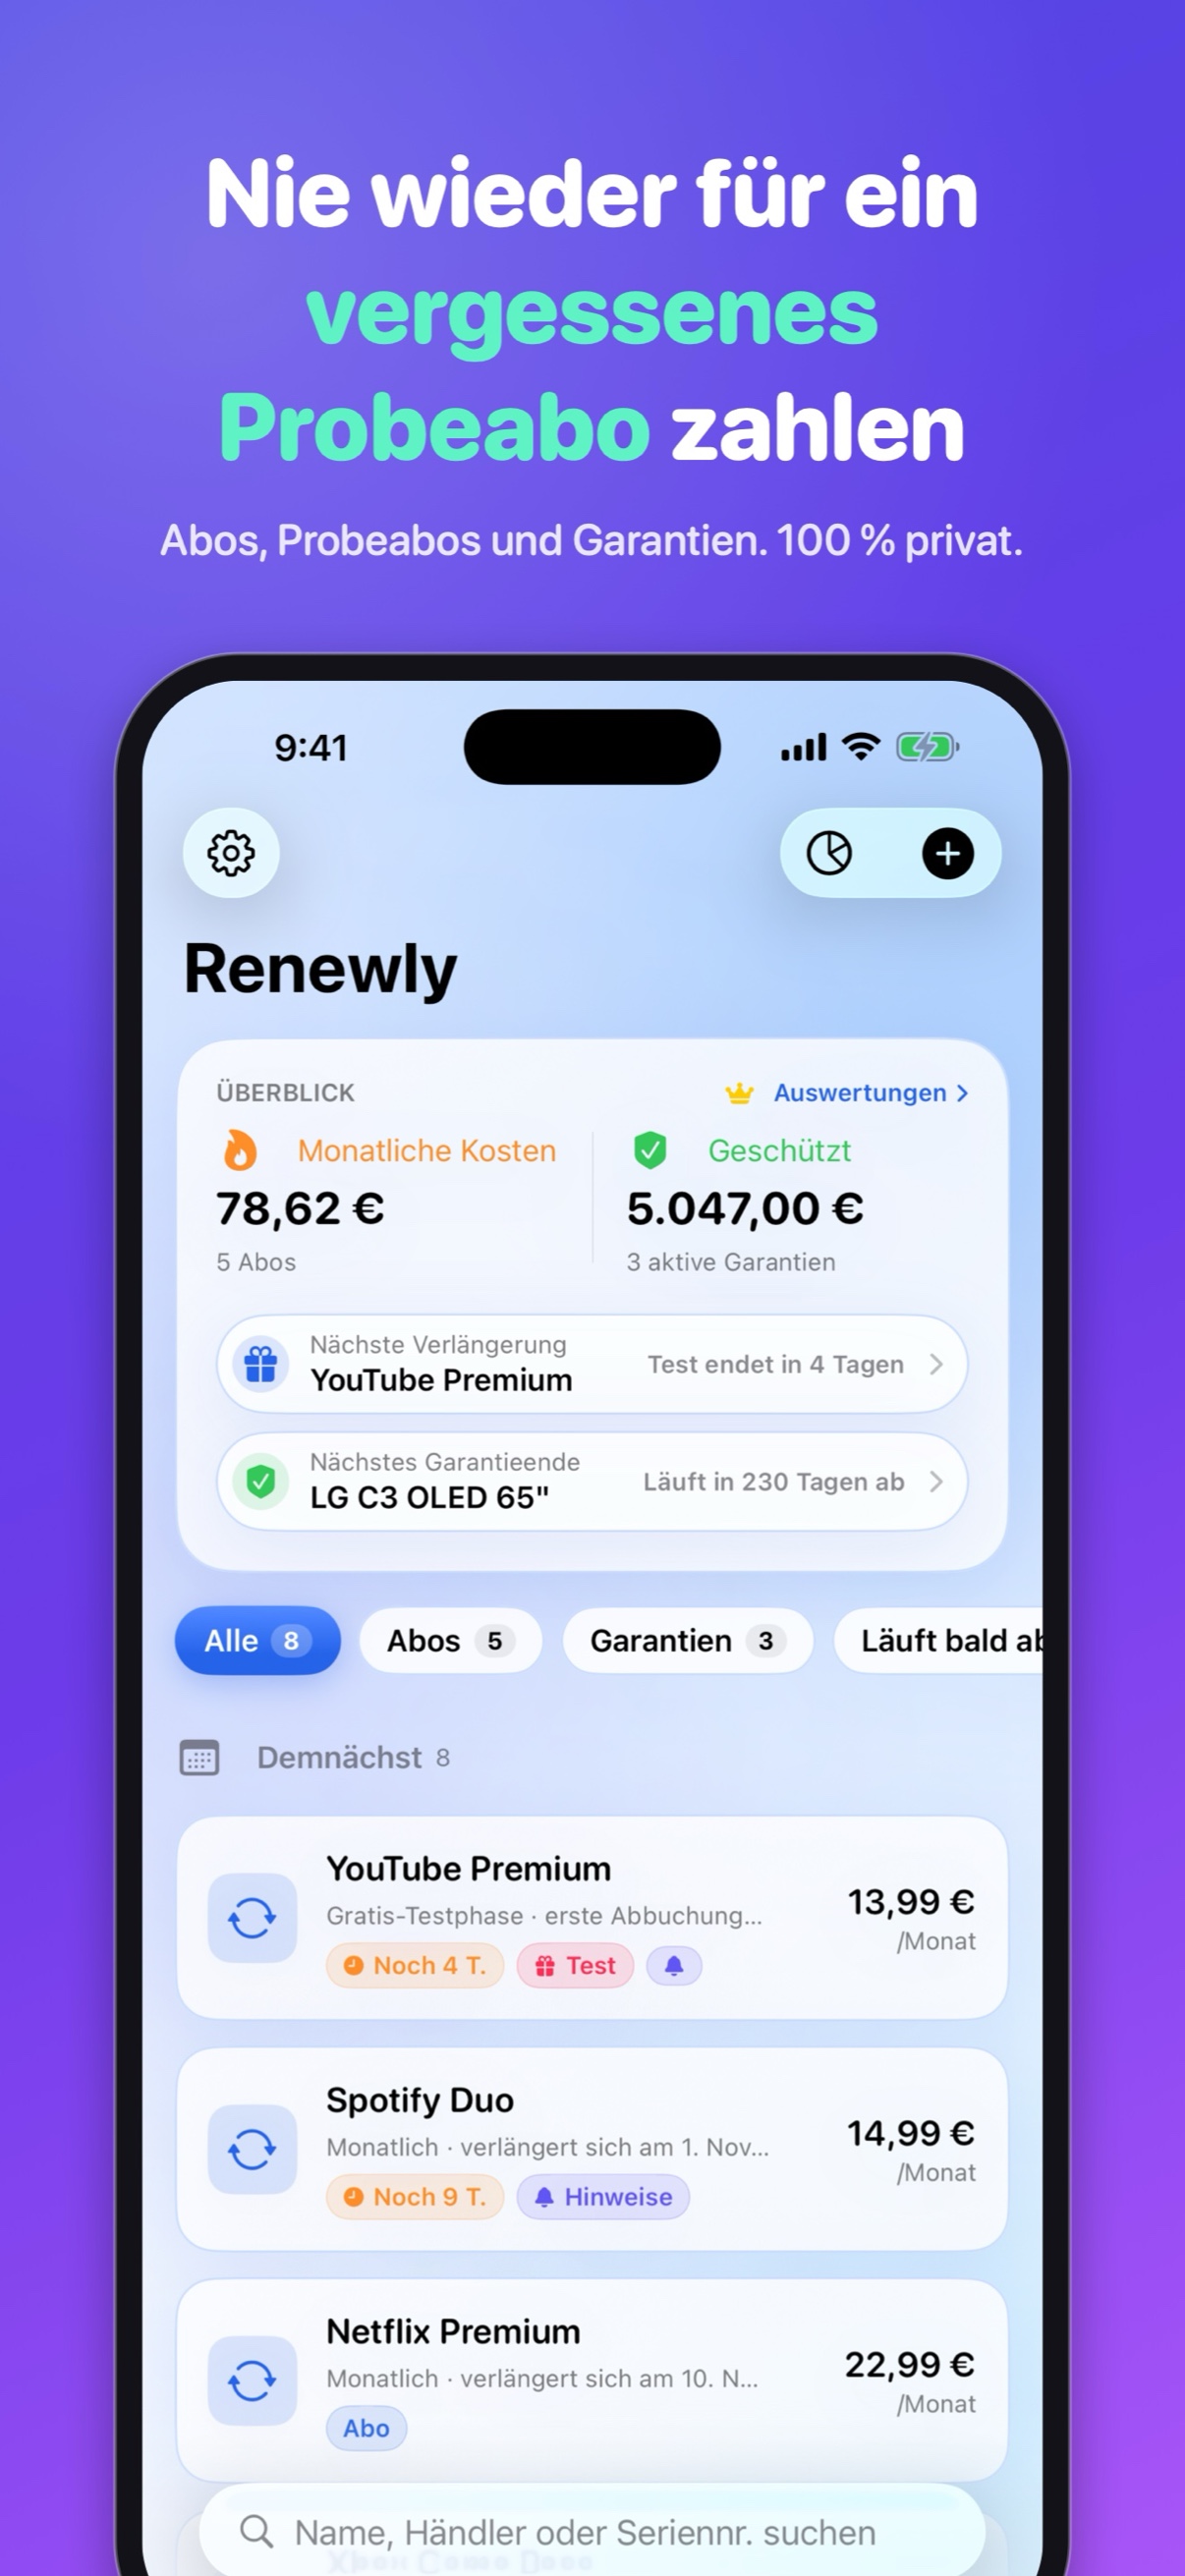 Nie wieder für ein
vergessenes
Probeabo zahlen
Abos, Probeabos und Garantien. 100 % privat.
9:41
Renewly
ÜBERBLICK
Auswertungen
Monatliche Kosten
78,62 €
5 Abos
Geschützt
5.047,00 €
3 aktive Garantien
Nächste Verlängerung
YouTube Premium
Test endet in 4 Tagen
Nächstes Garantieende
LG C3 OLED 65"
Läuft in 230 Tagen ab
Alle 8
Abos 5
Garantien 3
Läuft bald ab
Demnächst 8
YouTube Premium
Gratis-Testphase · erste Abbuchung...
Noch 4 T.
Test
13,99 €
/Monat
Spotify Duo
Monatlich · verlängert sich am 1. Nov...
Noch 9 T.
Hinweise
14,99 €
/Monat
Netflix Premium
Monatlich · verlängert sich am 10. N...
Abo
22,99 €
/Monat
Name, Händler oder Seriennr. suchen